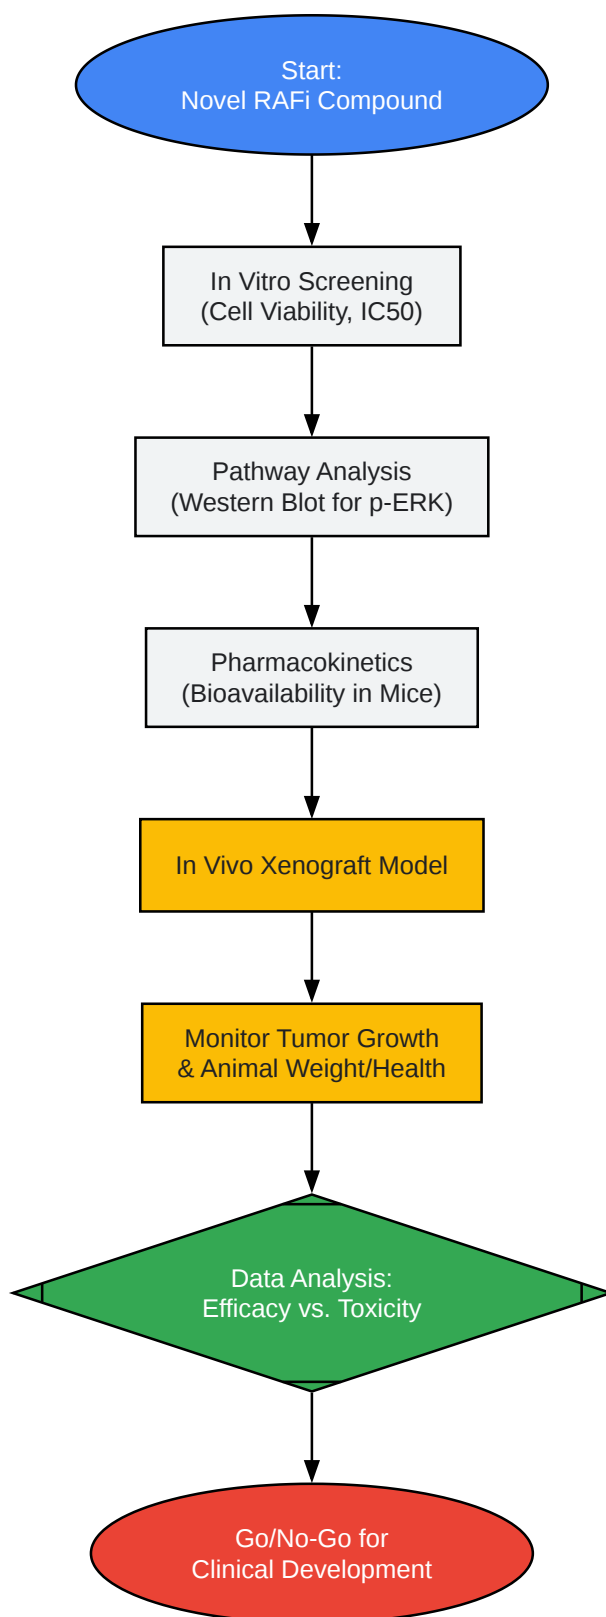 Start:
Novel RAFi Compound
In Vitro Screening
(Cell Viability, IC50)
Pathway Analysis
(Western Blot for p-ERK)
Pharmacokinetics
(Bioavailability in Mice)
In Vivo Xenograft Model
Monitor Tumor Growth
& Animal Weight/Health
Data Analysis:
Efficacy vs. Toxicity
Go/No-Go for
Clinical Development